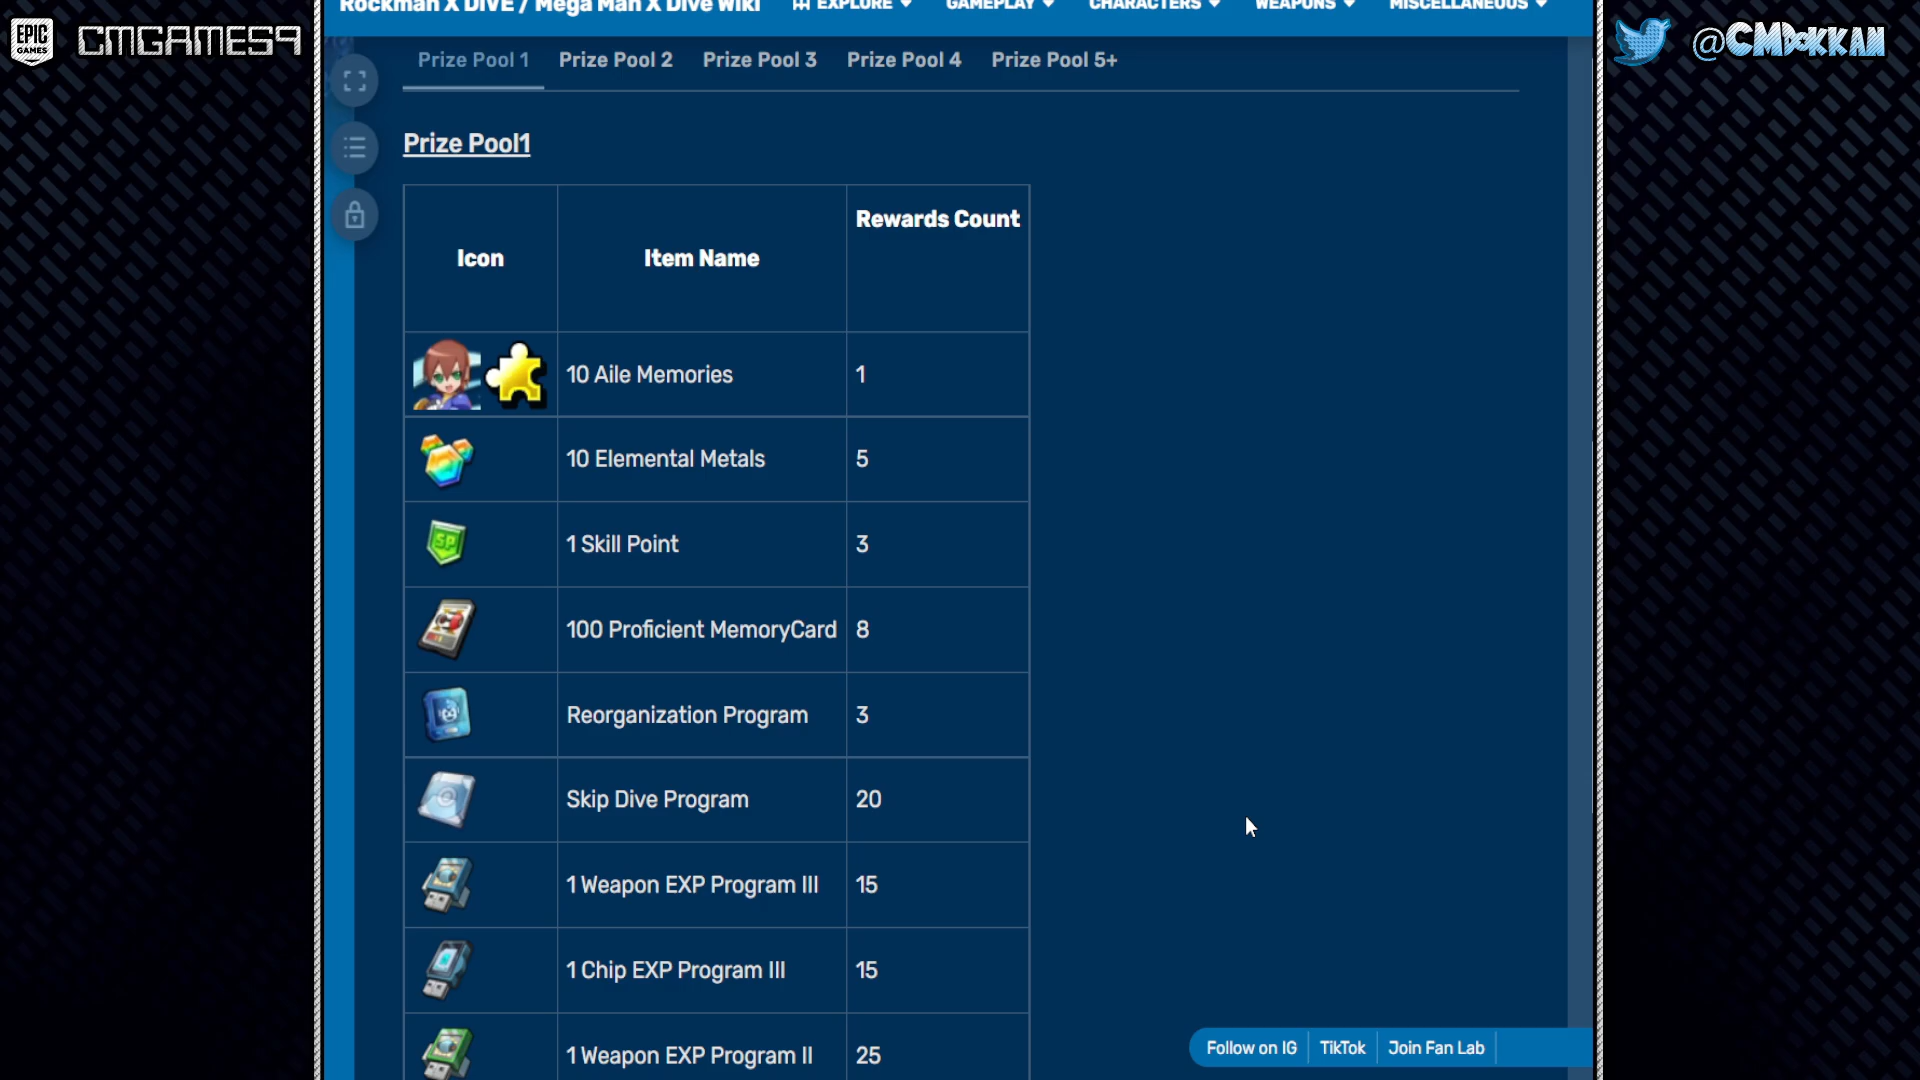 EPIC
GAMES
CMGAMES9
Rockman X DiVE / Mega Man X Dive Wiki
EXPLORE
GAMEPLAY
CHARACTERS
WEAPONS
MISCELLANEOUS
@CMDOKKAN
Prize Pool 1
Prize Pool 2
Prize Pool 3
Prize Pool 4
Prize Pool 5+
Prize Pool1
Icon
Item Name
Rewards Count
10 Aile Memories
1
10 Elemental Metals
5
SP
1 Skill Point
3
100 Proficient MemoryCard
8
Reorganization Program
3
Skip Dive Program
20
1 Weapon EXP Program III
15
1 Chip EXP Program III
15
1 Weapon EXP Program II
25
Follow on IG
TikTok
Join Fan Lab